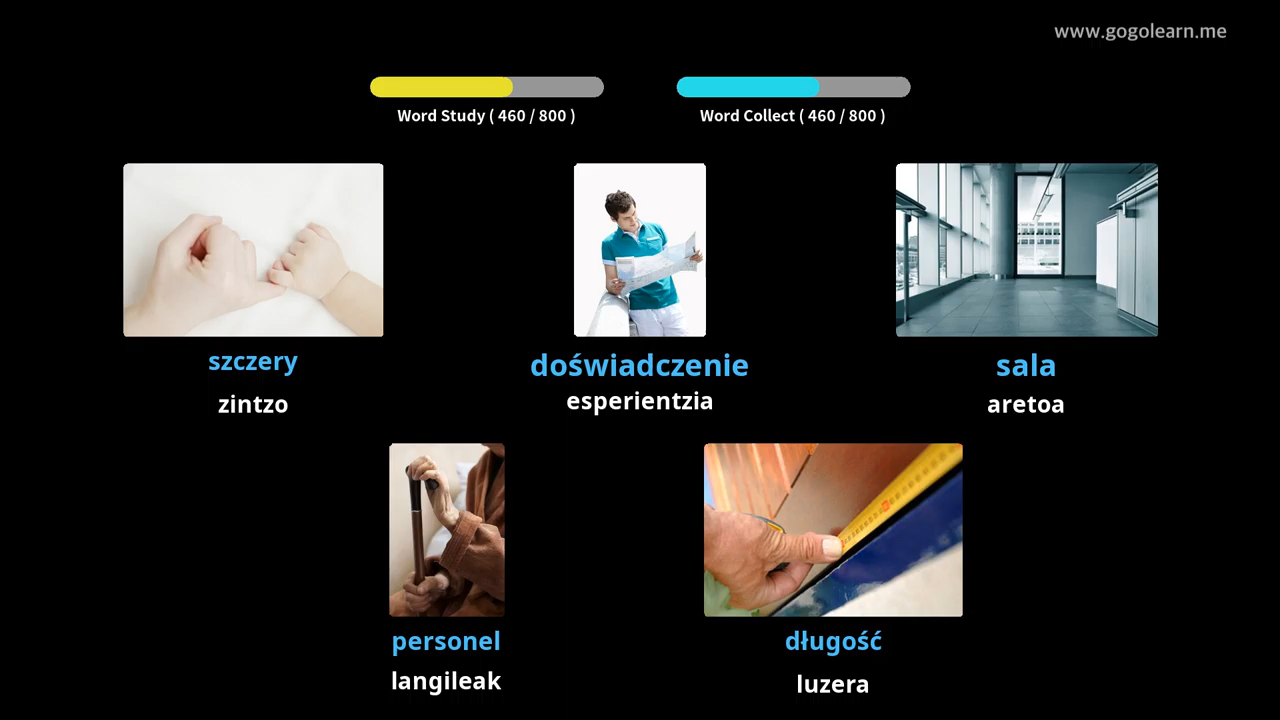 www.gogolearn.me
Word Study ( 460 / 800 )
Word Collect ( 460 / 800 )
szczery
zintzo
doświadczenie
esperientzia
sala
aretoa
personel
langileak
długość
luzera